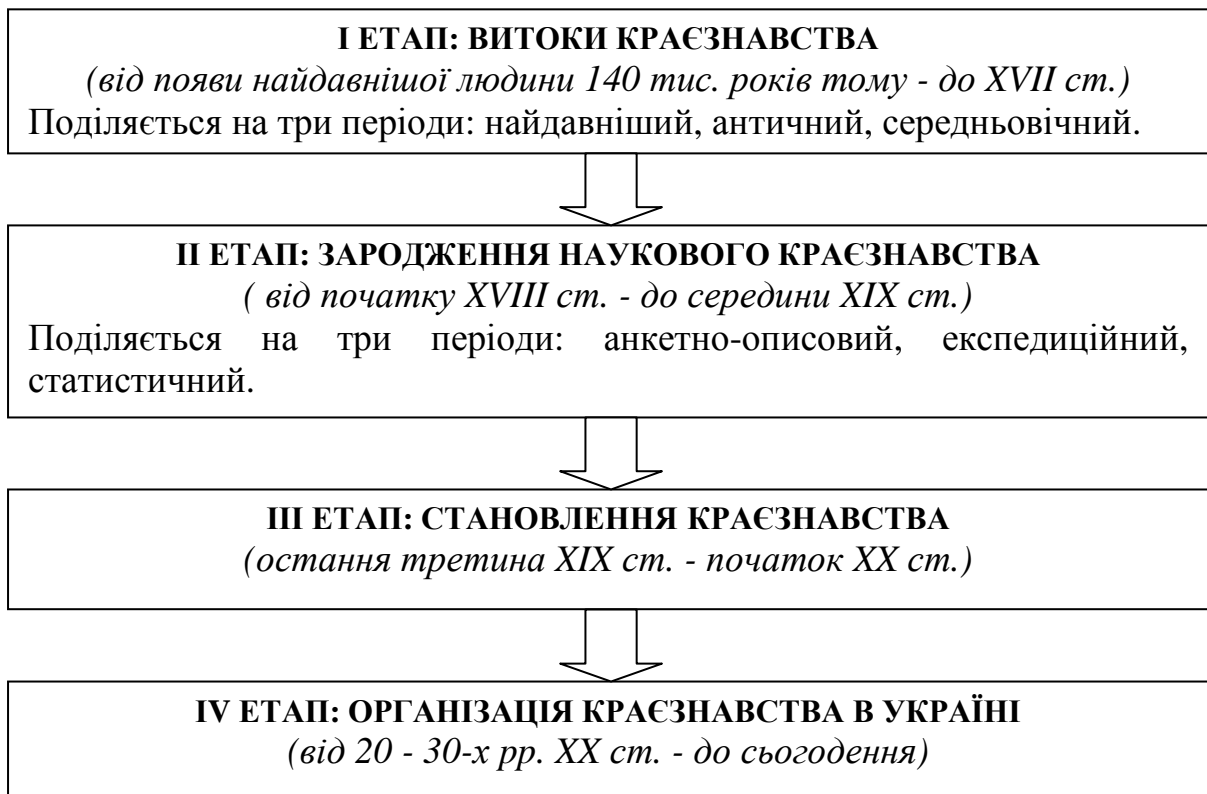 І ЕТАП: ВИТОКИ КРАЄЗНАВСТВА
(від появи найдавнішої людини 140 тис. років тому - до XVII ст.)
Поділяється на три періоди: найдавніший, античний, середньовічний.
ІІ ЕТАП: ЗАРОДЖЕННЯ НАУКОВОГО КРАЄЗНАВСТВА
( від початку XVIII ст. - до середини XIX ст.)
Поділяється на три періоди: анкетно-описовий, експедиційний,
статистичний.
ІІІ ЕТАП: СТАНОВЛЕННЯ КРАЄЗНАВСТВА
(остання третина XIX ст. - початок XX ст.)
IV ЕТАП: ОРГАНІЗАЦІЯ КРАЄЗНАВСТВА В УКРАЇНІ
(від 20 - 30-х рр. XX ст. - до сьогодення)